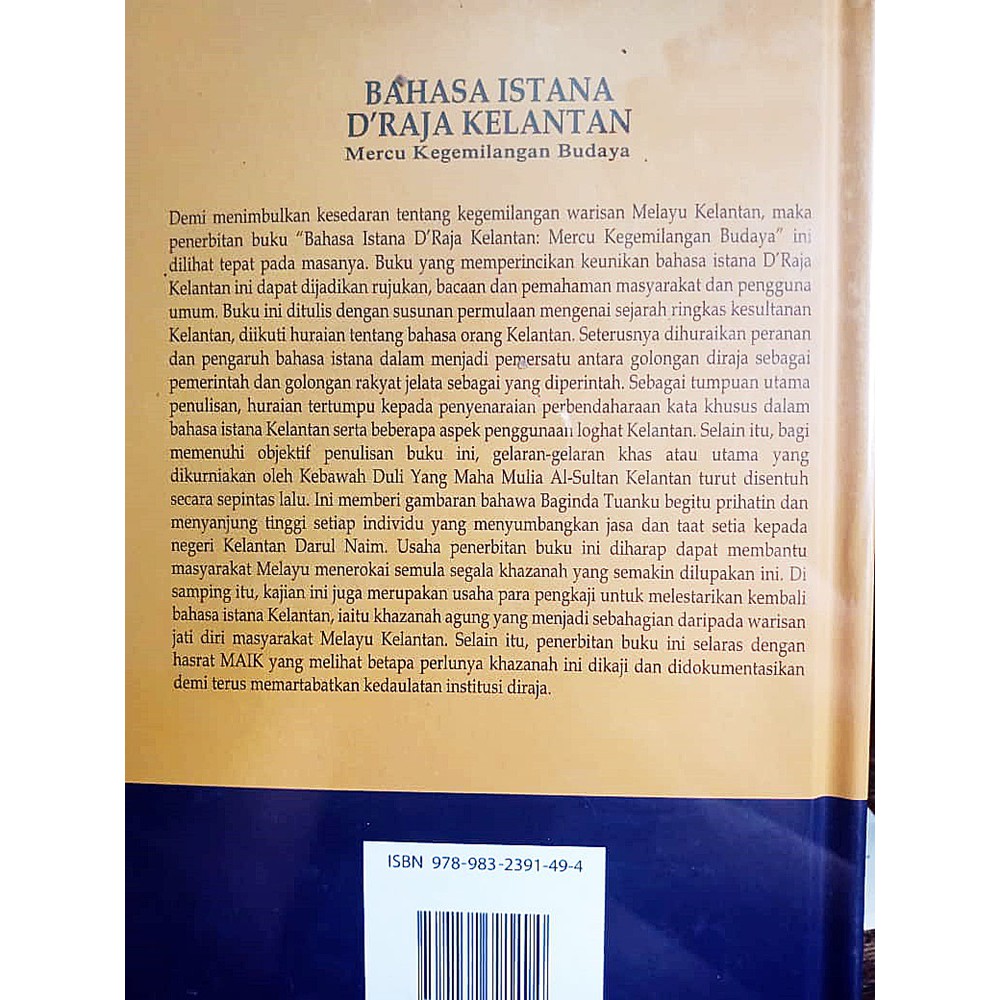 BAHASA ISTANA
D'RAJA KELANTAN
Mercu Kegemilangan Budaya
Demi menimbulkan kesedaran tentang kegemilangan warisan Melayu Kelantan, maka
penerbitan buku “Bahasa Istana D'Raja Kelantan: Mercu Kegemilangan Budaya” ini
dilihat tepat pada masanya. Buku yang memperincikan keunikan bahasa istana D'Raja
Kelantan ini dapat dijadikan rujukan, bacaan dan pemahaman masyarakat dan pengguna
umum. Buku ini ditulis dengan susunan permulaan mengenai sejarah ringkas kesultanan
Kelantan, diikuti huraian tentang bahasa orang Kelantan. Seterusnya dihuraikan peranan
dan pengaruh bahasa istana dalam menjadi pemersatu antara golongan diraja sebagai
pemerintah dan golongan rakyat jelata sebagai yang diperintah. Sebagai tumpuan utama
penulisan, huraian tertumpu kepada penyenaraian perbendaharaan kata khusus dalam
bahasa istana Kelantan serta beberapa aspek penggunaan loghat Kelantan. Selain itu, bagi
memenuhi objektif penulisan buku ini, gelaran-gelaran khas atau utama yang
dikurniakan oleh Kebawah Duli Yang Maha Mulia Al-Sultan Kelantan turut disentuh
secara sepintas lalu. Ini memberi gambaran bahawa Baginda Tuanku begitu prihatin dan
menyanjung tinggi setiap individu yang menyumbangkan jasa dan taat setia kepada
negeri Kelantan Darul Naim. Usaha penerbitan buku ini diharap dapat membantu
masyarakat Melayu menerokai semula segala khazanah yang semakin dilupakan ini. Di
samping itu, kajian ini juga merupakan usaha para pengkaji untuk melestarikan kembali
bahasa istana Kelantan, iaitu khazanah agung yang menjadi sebahagian daripada warisan
jati diri masyarakat Melayu Kelantan. Selain itu, penerbitan buku ini selaras dengan
hasrat MAIK yang melihat betapa perlunya khazanah ini dikaji dan didokumentasikan
demi terus memartabatkan kedaulatan institusi diraja.
ISBN 978-983-2391-49-4